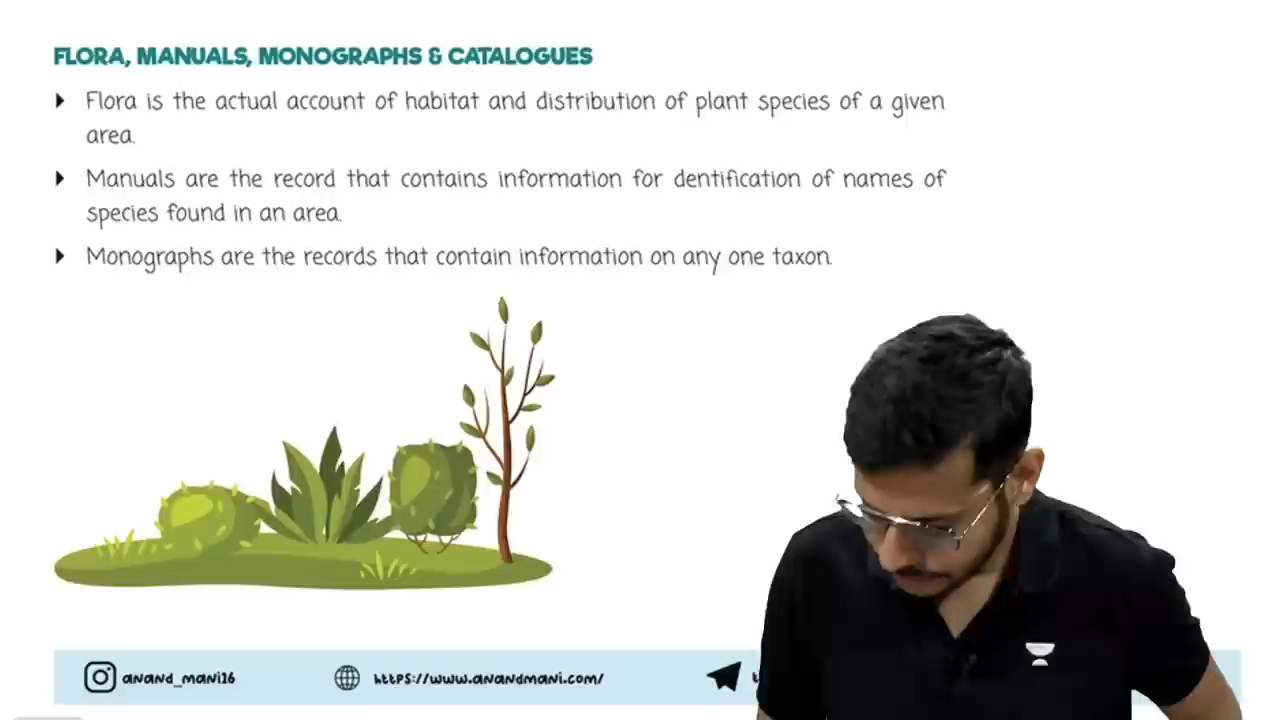 FLORA, MANUALS, MONOGRAPHS & CATALOGUES
Flora is the actual account of habitat and distribution of plant species of a given
area.
Manuals are the record that contains information for dentification of names of
species found in an area.
Monographs are the records that contain information on any one taxon.
anand_mani16
https://www.anandmani.com/